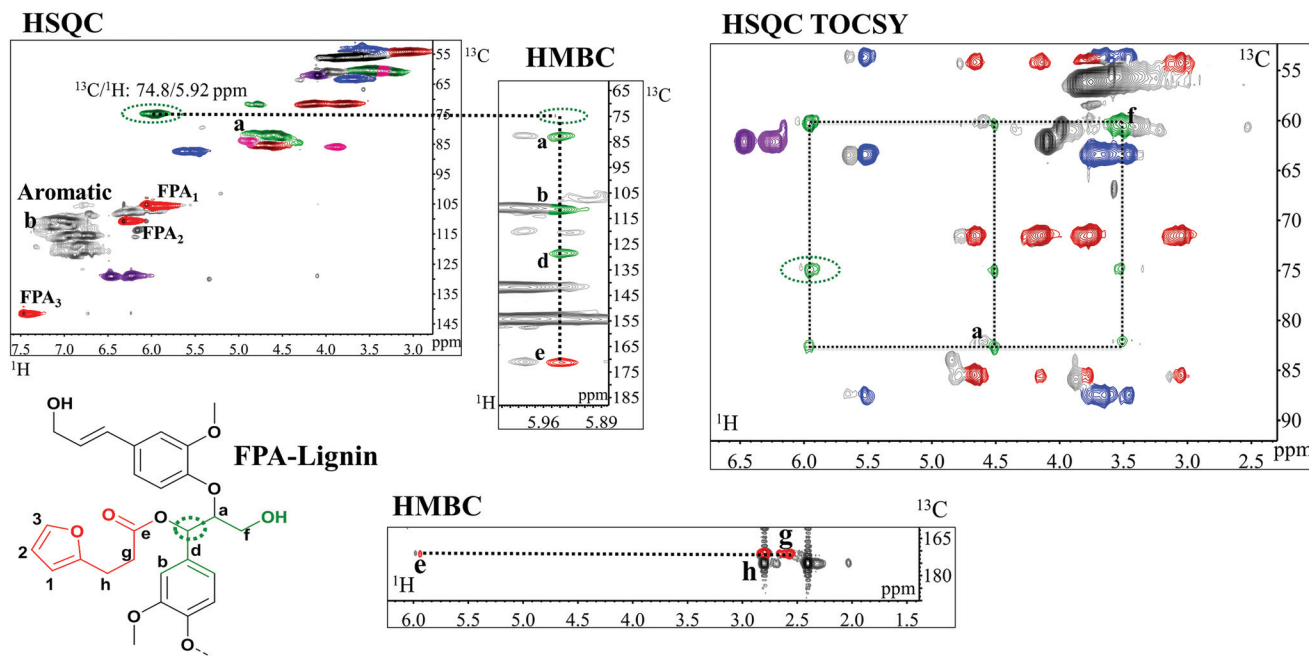 HSQC
¹³C
¹³C/¹H: 74.8/5.92 ppm
a
Aromatic
b
FPA₁
FPA₂
FPA₃
55
65
75
85
95
105
115
125
135
145
ppm
7.5 7.0 6.5 6.0 5.5 5.0 4.5 4.0 3.5 3.0
¹H
HMBC
¹³C
65
75
85
95
105
115
125
135
145
155
165
175
185
a
b
d
e
¹H
ppm
5.96 5.89
HSQC TOCSY
¹³C
55
60
65
70
75
80
85
90
f
a
¹H
ppm
6.5 6.0 5.5 5.0 4.5 4.0 3.5 3.0 2.5
OH
O
FPA-Lignin
O
O
O
a
OH
f
3
O
2
1
e
g
h
d
b
O
O
HMBC
¹³C
165
180
e
g
h
¹H
ppm
6.0 5.5 5.0 4.5 4.0 3.5 3.0 2.5 2.0 1.5